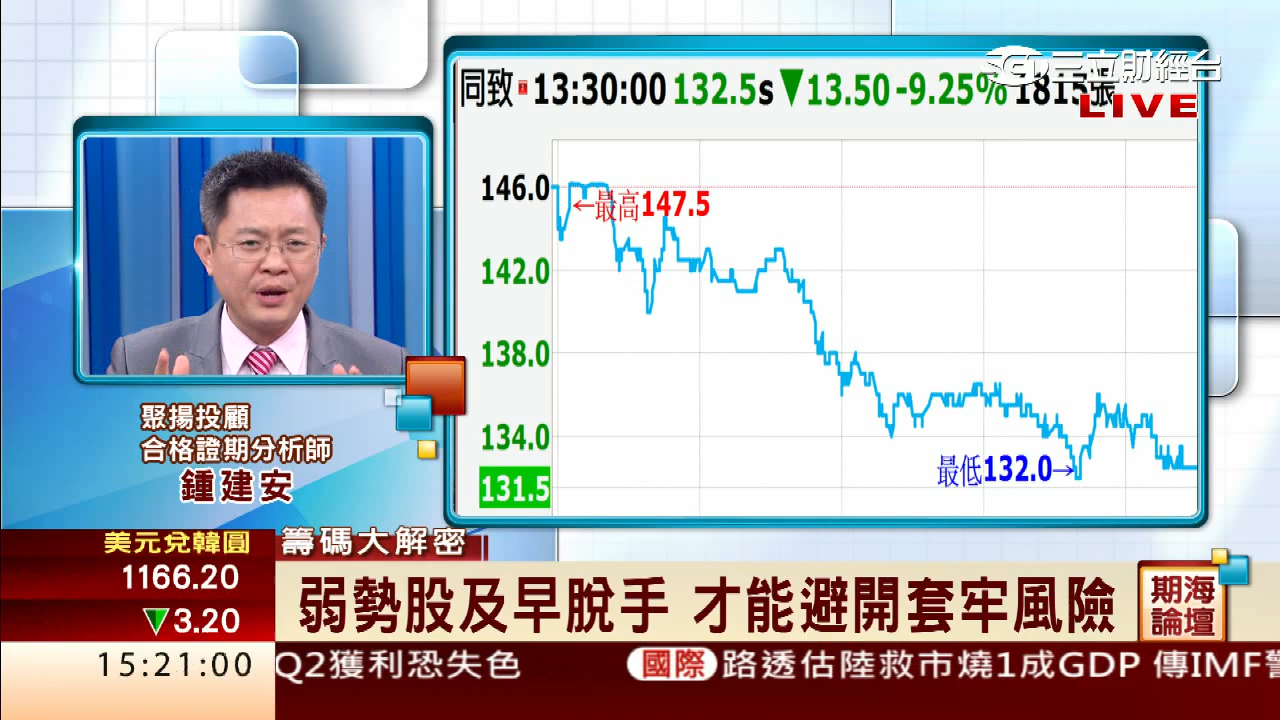 同致 13:30:00 132.5s ▼13.50 -9.25% 1815張
三立財經台
LIVE
146.0
←最高147.5
142.0
138.0
134.0
最低132.0→
131.5
聚揚投顧
合格證期分析師
鍾建安
美元兌韓圓
1166.20
▼3.20
15:21:00
籌碼大解密
弱勢股及早脫手 才能避開套牢風險
期海論壇
Q2獲利恐失色 國際 路透估陸救市燒1成GDP 傳IMF警